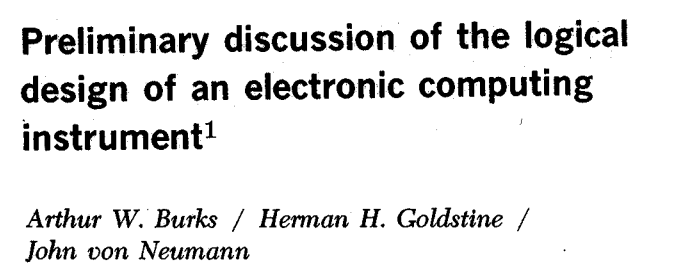 Preliminary discussion of the logical
design of an electronic computing
instrument¹
Arthur W. Burks / Herman H. Goldstine /
John von Neumann